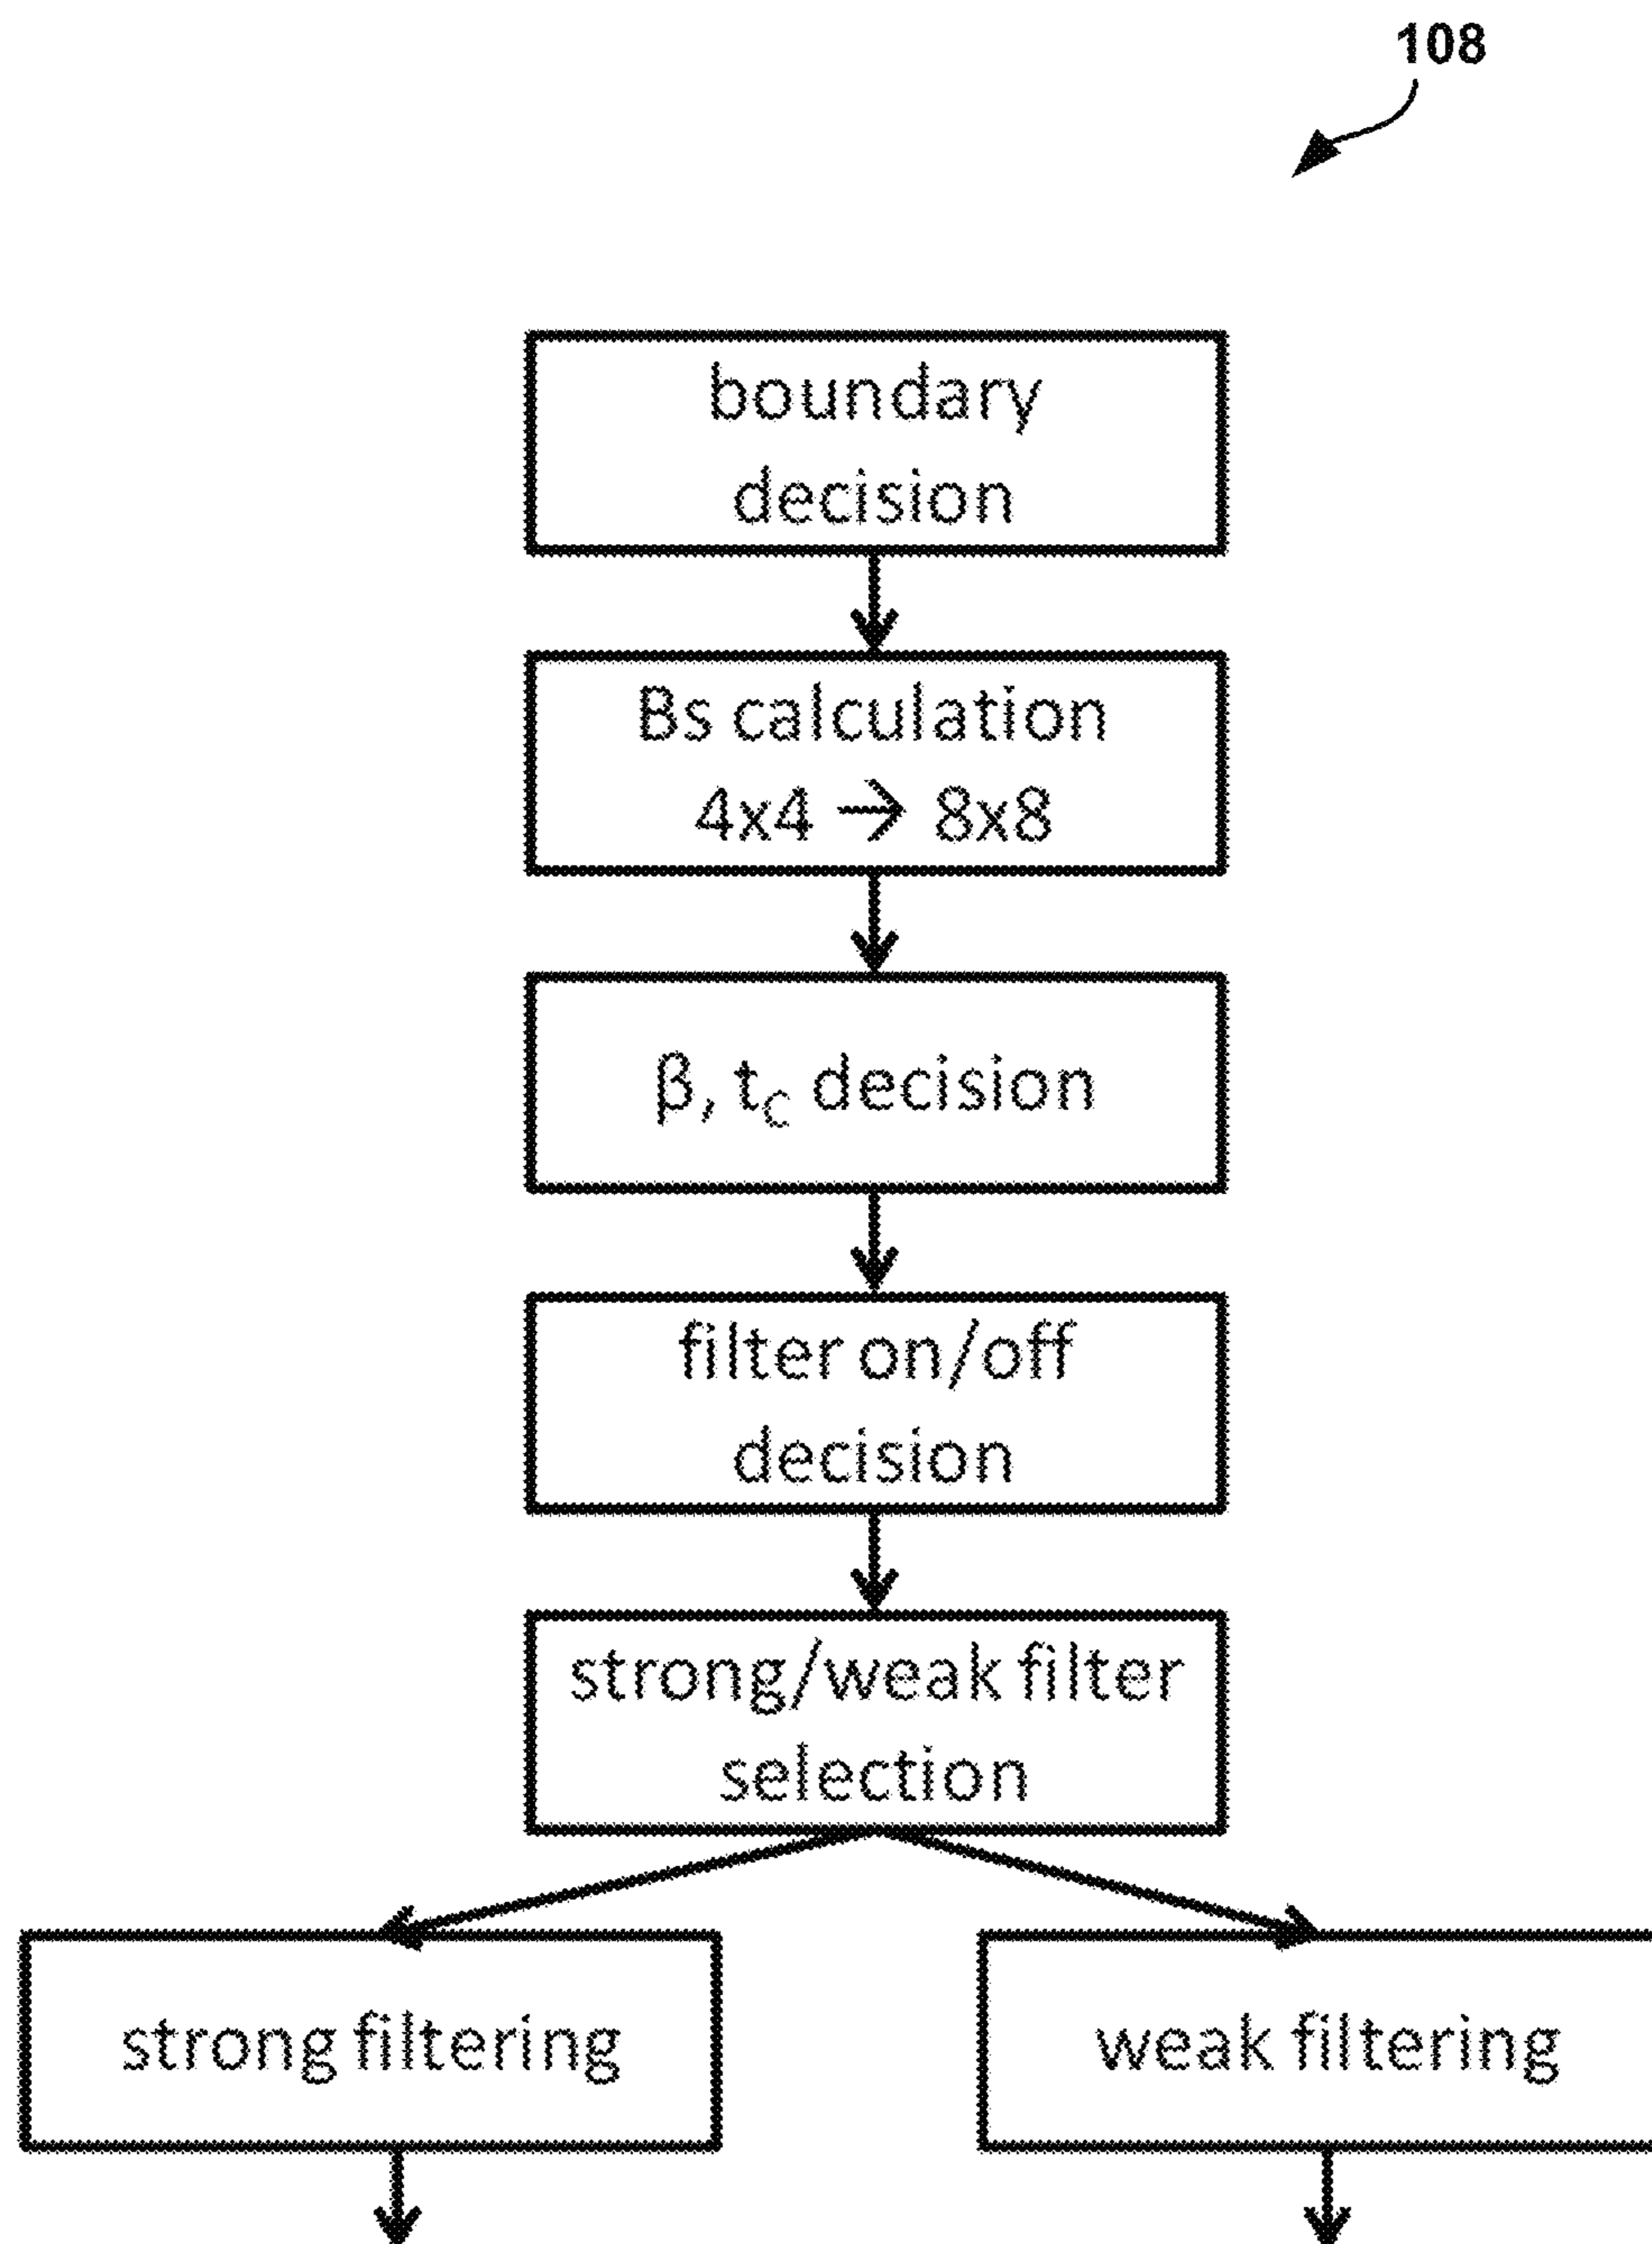 108
boundary
decision
Bs calculation
4x4 → 8x8
β, t_C decision
filter on/off
decision
strong/weak filter
selection
strong filtering
weak filtering